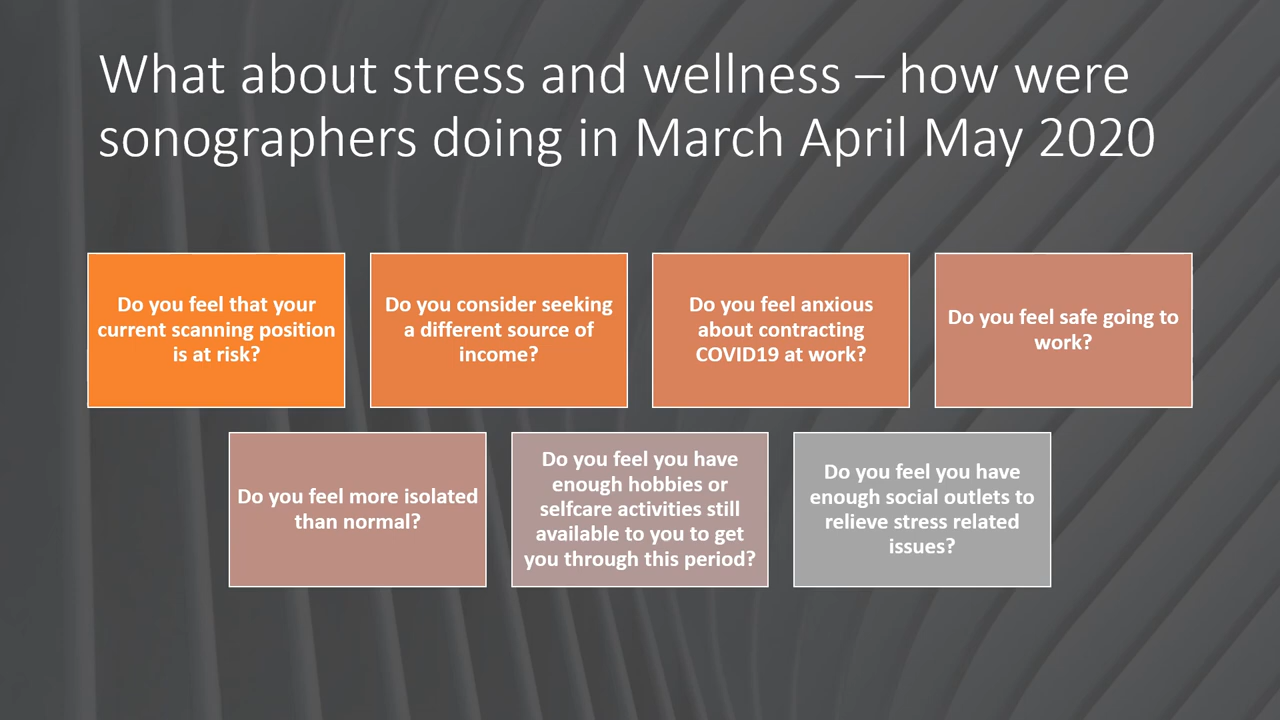 What about stress and wellness – how were
sonographers doing in March April May 2020
Do you feel that your
current scanning position
is at risk?
Do you consider seeking
a different source of
income?
Do you feel anxious
about contracting
COVID19 at work?
Do you feel safe going to
work?
Do you feel more isolated
than normal?
Do you feel you have
enough hobbies or
selfcare activities still
available to you to get
you through this period?
Do you feel you have
enough social outlets to
relieve stress related
issues?